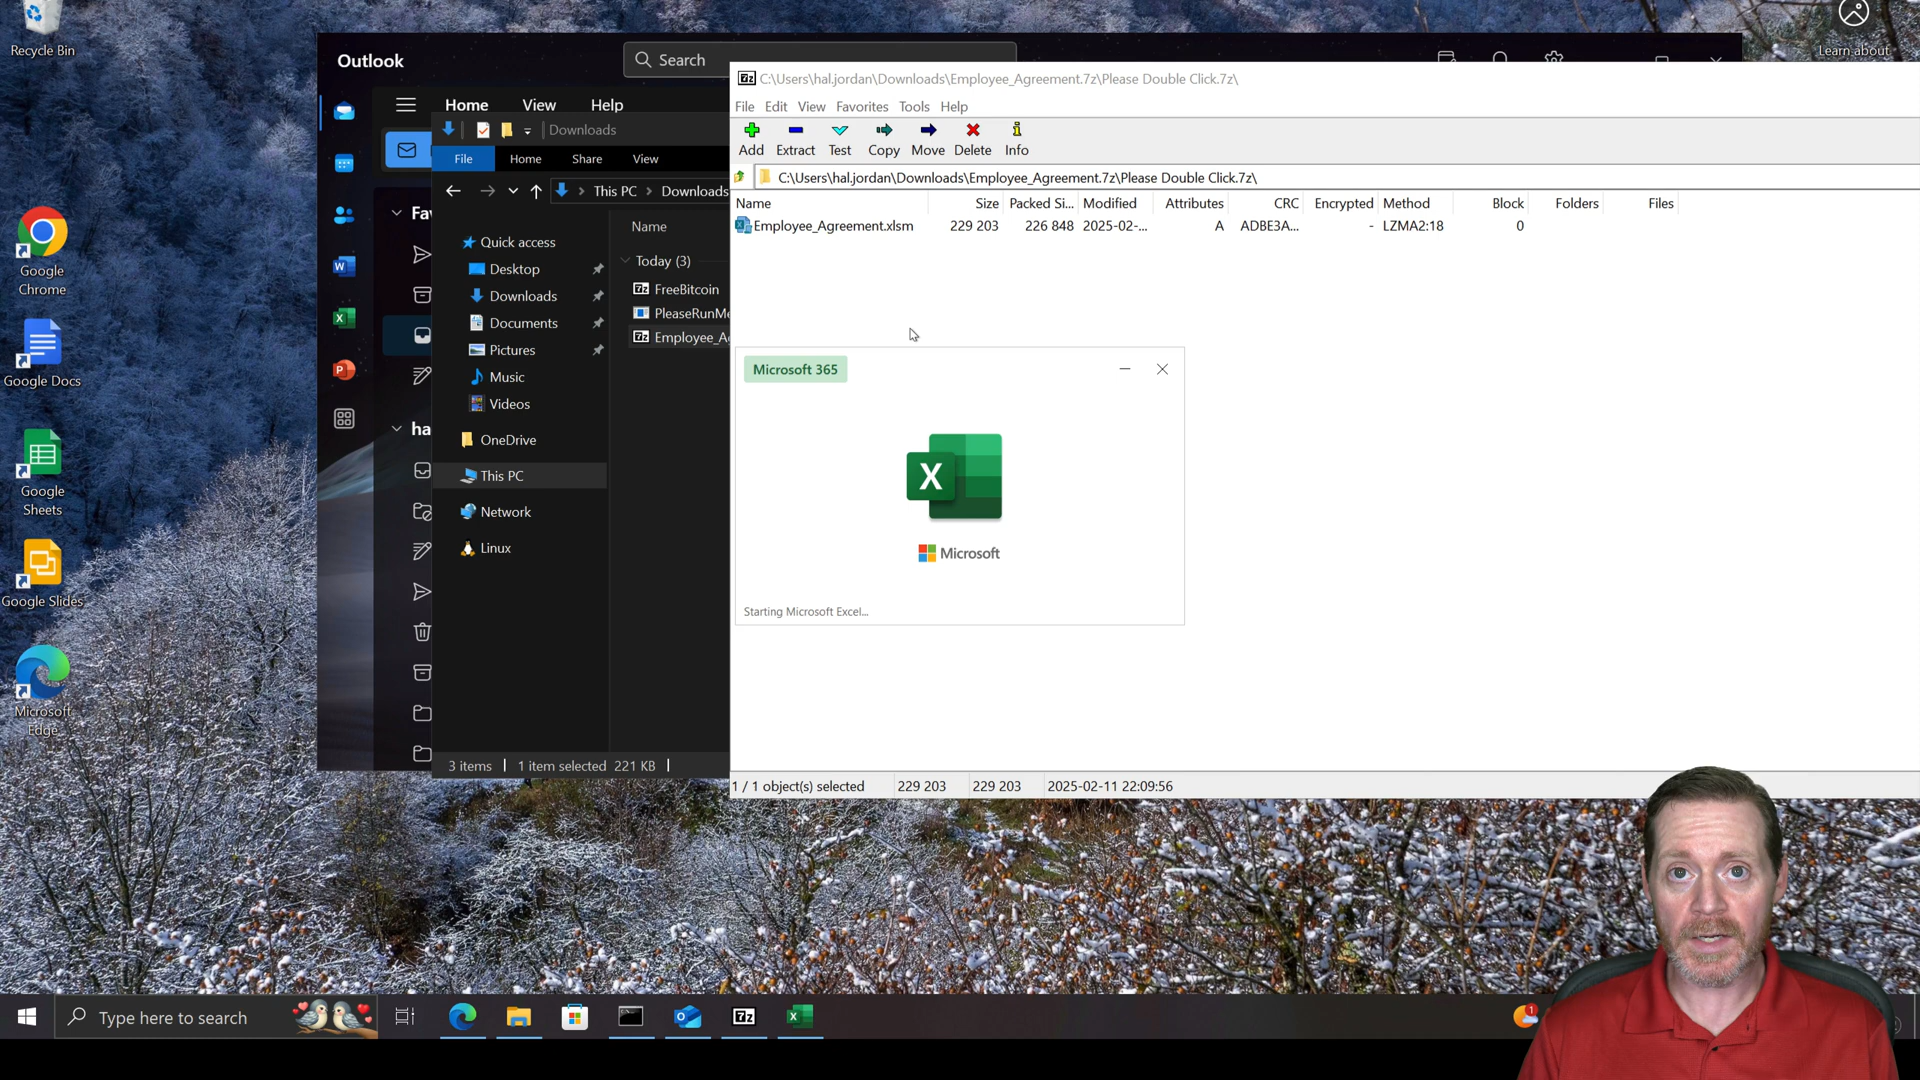 Recycle Bin
Learn about
Outlook
Search
C:\Users\hal.jordan\Downloads\Employee_Agreement.7z\Please Double Click.7z\
Home View Help
File Edit View Favorites Tools Help
Downloads
Add Extract Test Copy Move Delete Info
File Home Share View
C:\Users\hal.jordan\Downloads\Employee_Agreement.7z\Please Double Click.7z\
This PC Downloads
Name Size Packed Si... Modified Attributes CRC Encrypted Method Block Folders Files
Employee_Agreement.xlsm 229 203 226 848 2025-02-... A ADBE3A... - LZMA2:18 0
Fav
Name
Quick access
Today (3)
Desktop
FreeBitcoin
Downloads
PleaseRunMe
Documents
Employee_Ag
Pictures
Music
Videos
ha
OneDrive
This PC
Network
Linux
Google
Chrome
Google Docs
Google
Sheets
Google Slides
Microsoft
Edge
Microsoft 365
X
Microsoft
Starting Microsoft Excel...
3 items 1 item selected 221 KB
1 / 1 object(s) selected 229 203 229 203 2025-02-11 22:09:56
Type here to search
7z
1